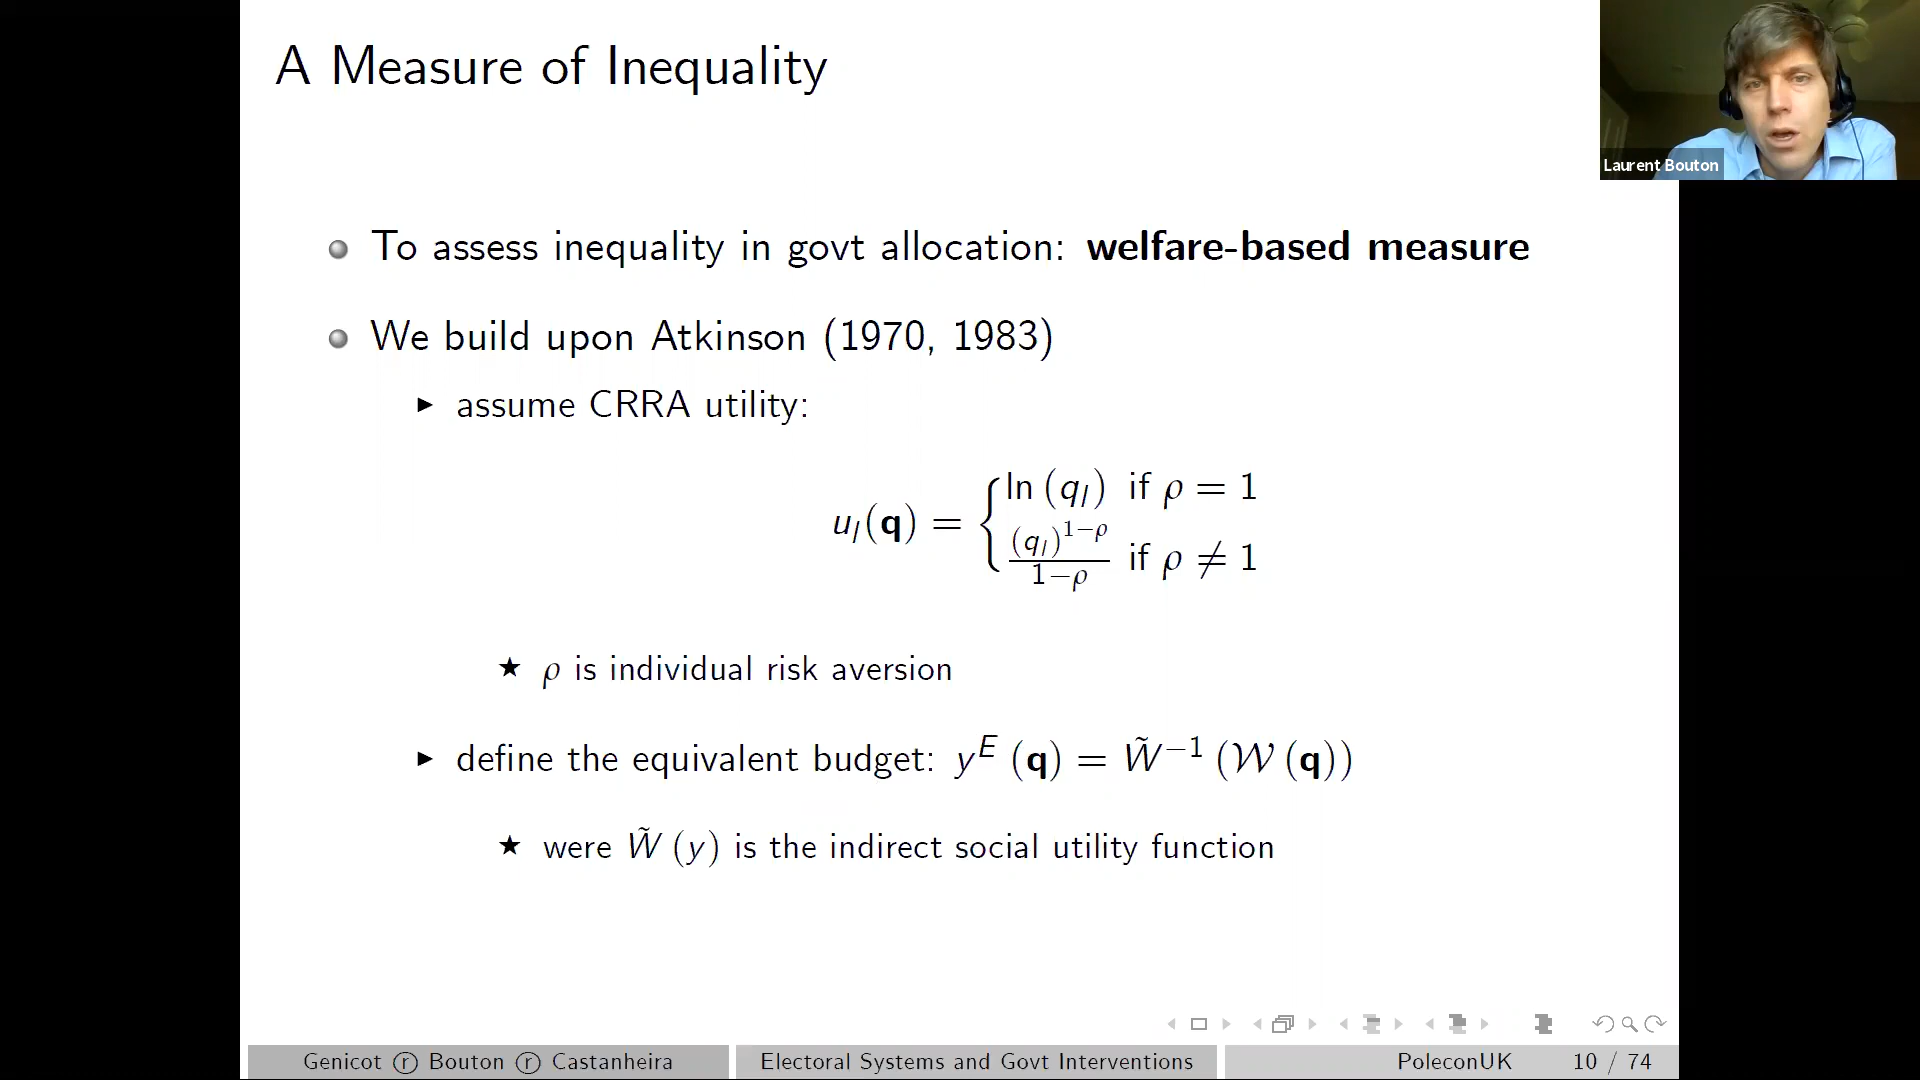 A Measure of Inequality
Laurent Bouton
To assess inequality in govt allocation: welfare-based measure
We build upon Atkinson (1970, 1983)
assume CRRA utility:
u_l(q) = { ln (q_l) if ρ = 1
(q_l)^{1−ρ} / 1−ρ if ρ ≠ 1
ρ is individual risk aversion
define the equivalent budget: y^E (q) = W̃^{−1} (𝒲 (q))
were W̃ (y) is the indirect social utility function
Genicot ⓡ Bouton ⓡ Castanheira
Electoral Systems and Govt Interventions
PoleconUK
10 / 74